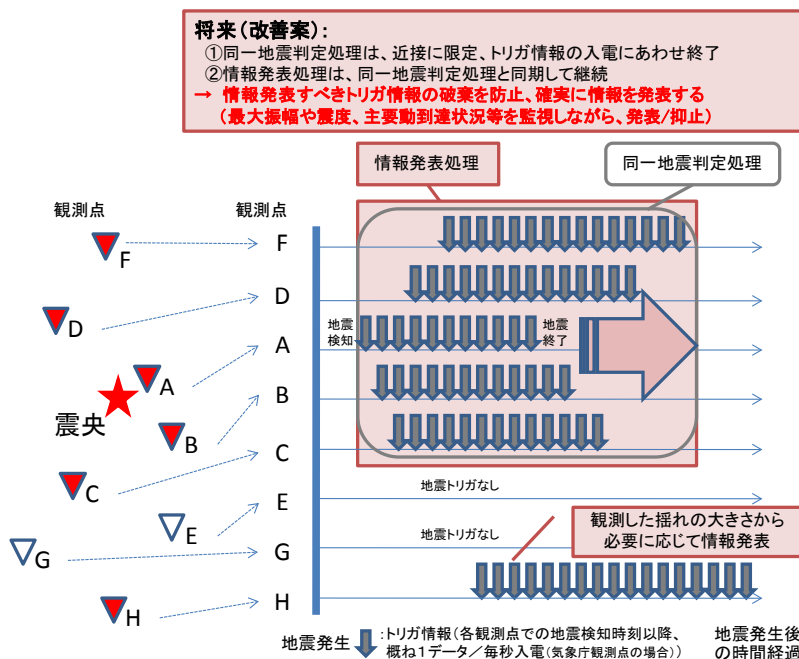 将来(改善案):
①同一地震判定処理は、近接に限定、トリガ情報の入電にあわせ終了
②情報発表処理は、同一地震判定処理と同期して継続
→ 情報発表すべきトリガ情報の破棄を防止、確実に情報を発表する
(最大振幅や震度、主要動到達状況等を監視しながら、発表/抑止)
情報発表処理
同一地震判定処理
観測点
観測点
F
F
D
D
地震
検知
地震
終了
A
A
B
B
震央
C
C
地震トリガなし
E
E
地震トリガなし
G
G
観測した揺れの大きさから
必要に応じて情報発表
H
H
地震発生
:トリガ情報(各観測点での地震検知時刻以降、
概ね1データ/毎秒入電(気象庁観測点の場合))
地震発生後
の時間経過